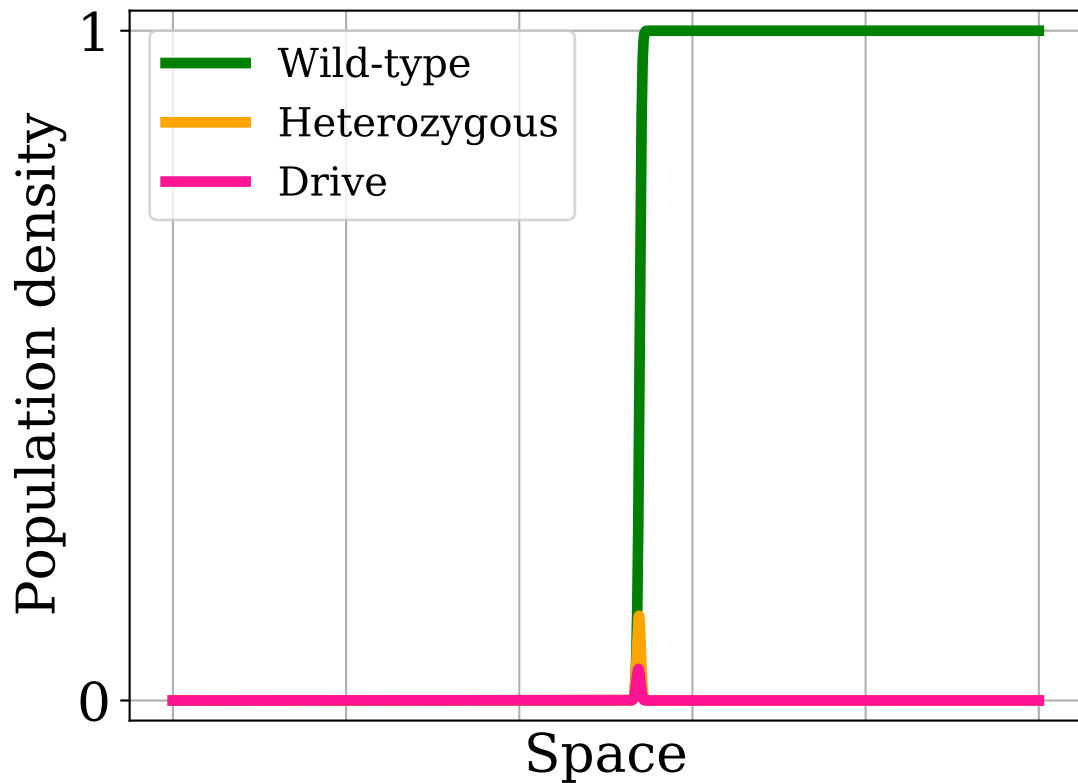 1
Wild-type
Heterozygous
Drive
Population density
0
Space